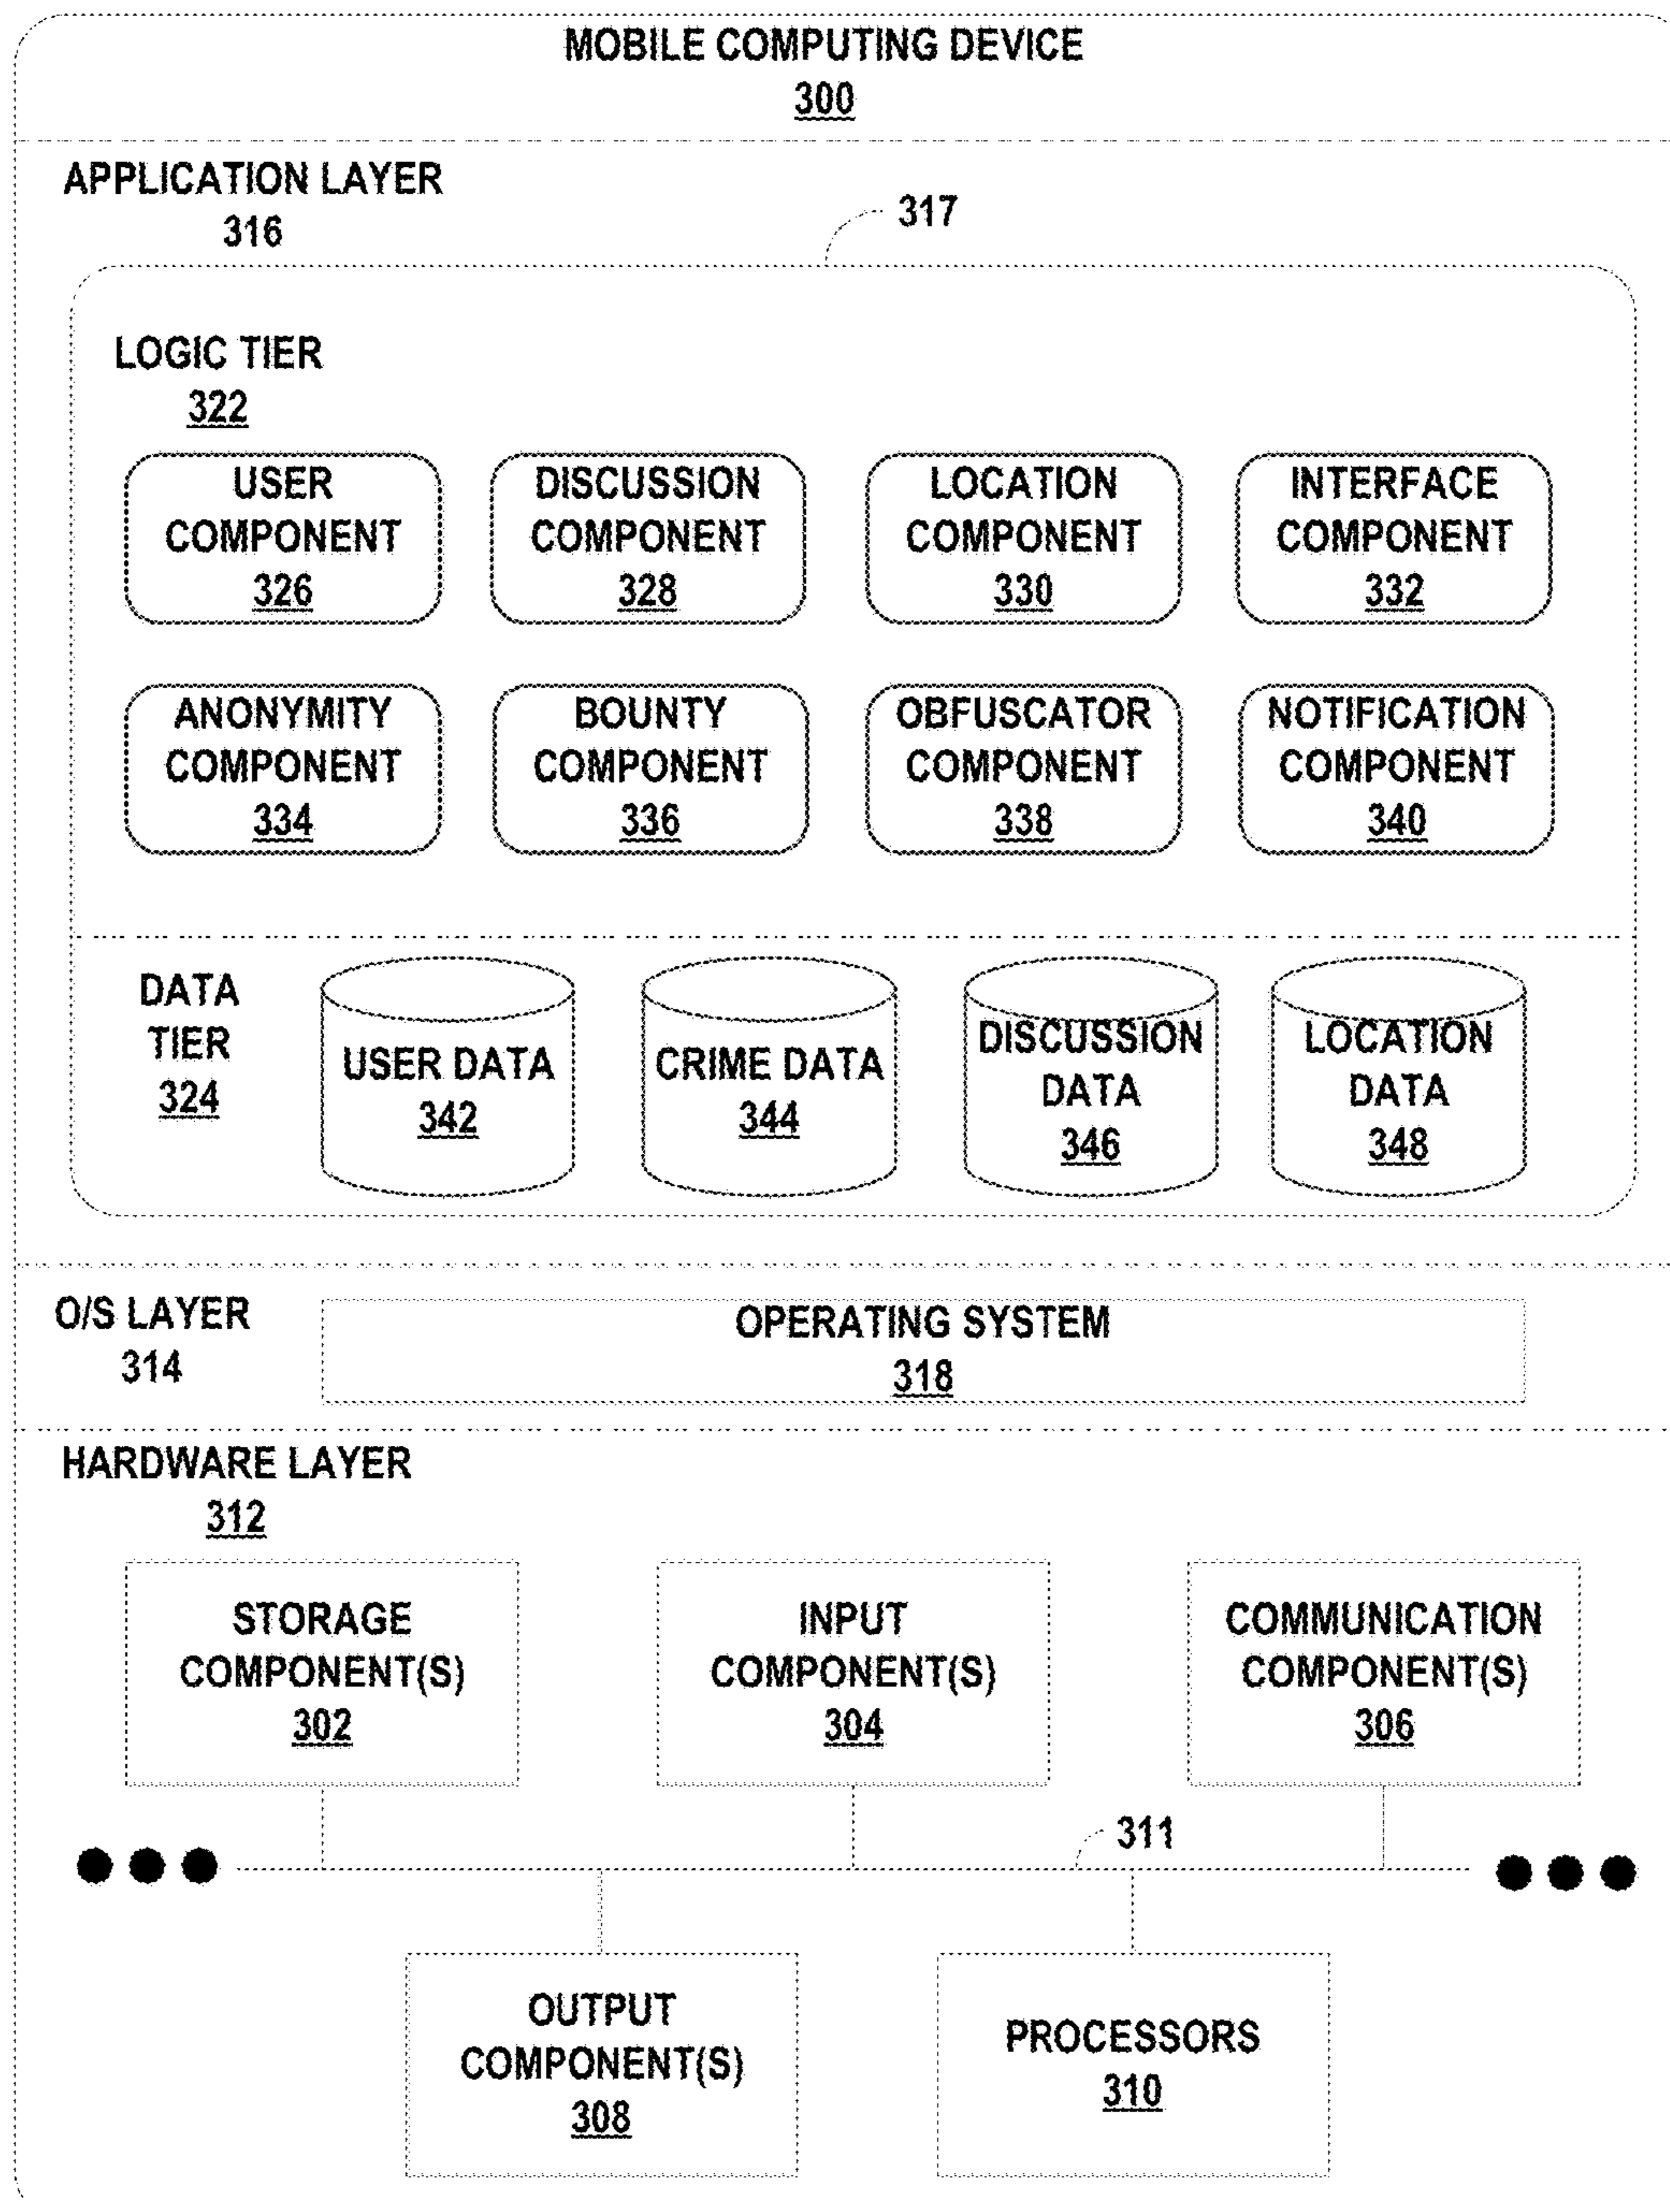 MOBILE COMPUTING DEVICE
300
APPLICATION LAYER
316
317
LOGIC TIER
322
USER
COMPONENT
326
DISCUSSION
COMPONENT
328
LOCATION
COMPONENT
330
INTERFACE
COMPONENT
332
ANONYMITY
COMPONENT
334
BOUNTY
COMPONENT
336
OBFUSCATOR
COMPONENT
338
NOTIFICATION
COMPONENT
340
DATA
TIER
324
USER DATA
342
CRIME DATA
344
DISCUSSION
DATA
346
LOCATION
DATA
348
O/S LAYER
314
OPERATING SYSTEM
318
HARDWARE LAYER
312
STORAGE
COMPONENT(S)
302
INPUT
COMPONENT(S)
304
COMMUNICATION
COMPONENT(S)
306
311
OUTPUT
COMPONENT(S)
308
PROCESSORS
310